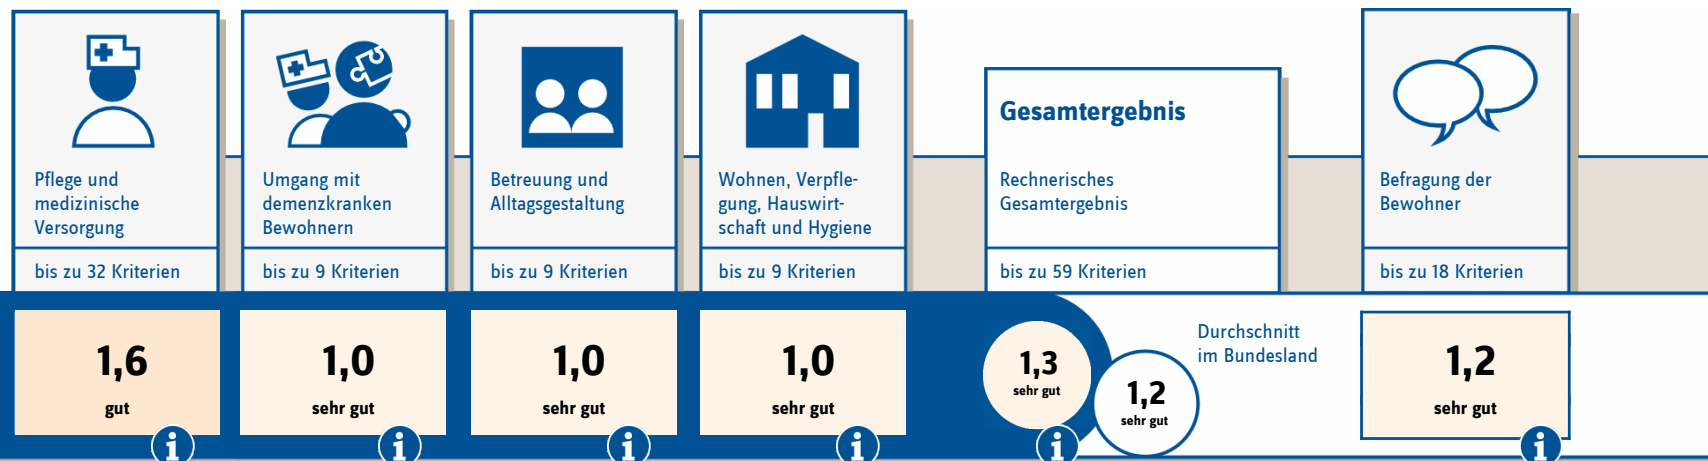 Pflege und
medizinische
Versorgung
bis zu 32 Kriterien
1,6
gut
i
Umgang mit
demenzkranken
Bewohnern
bis zu 9 Kriterien
1,0
sehr gut
i
Betreuung und
Alltagsgestaltung
bis zu 9 Kriterien
1,0
sehr gut
i
Wohnen, Verpfle-
gung, Hauswirt-
schaft und Hygiene
bis zu 9 Kriterien
1,0
sehr gut
i
Gesamtergebnis
Rechnerisches
Gesamtergebnis
bis zu 59 Kriterien
1,3
sehr gut
i
Durchschnitt
im Bundesland
1,2
sehr gut
Befragung der
Bewohner
bis zu 18 Kriterien
1,2
sehr gut
i